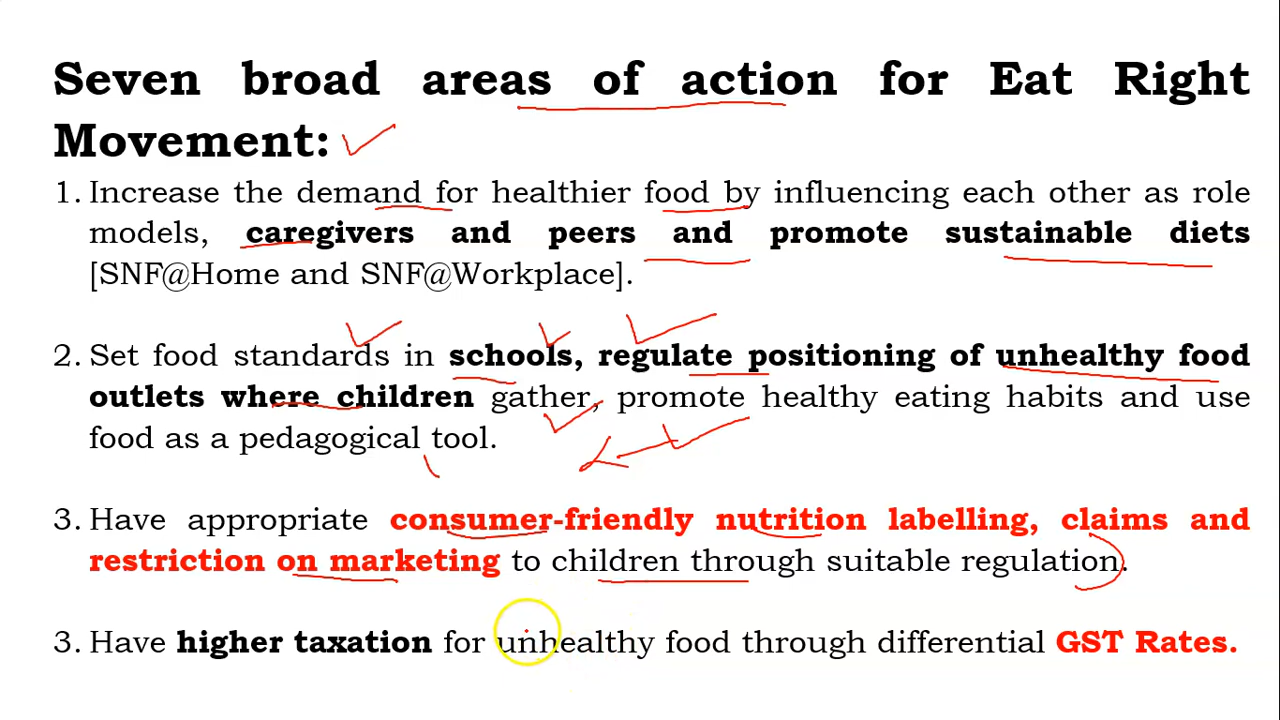 Seven broad areas of action for Eat Right
Movement:
1. Increase the demand for healthier food by influencing each other as role
models, caregivers and peers and promote sustainable diets
[SNF@Home and SNF@Workplace].
2. Set food standards in schools, regulate positioning of unhealthy food
outlets where children gather, promote healthy eating habits and use
food as a pedagogical tool.
3. Have appropriate consumer-friendly nutrition labelling, claims and
restriction on marketing to children through suitable regulation.
3. Have higher taxation for unhealthy food through differential GST Rates.